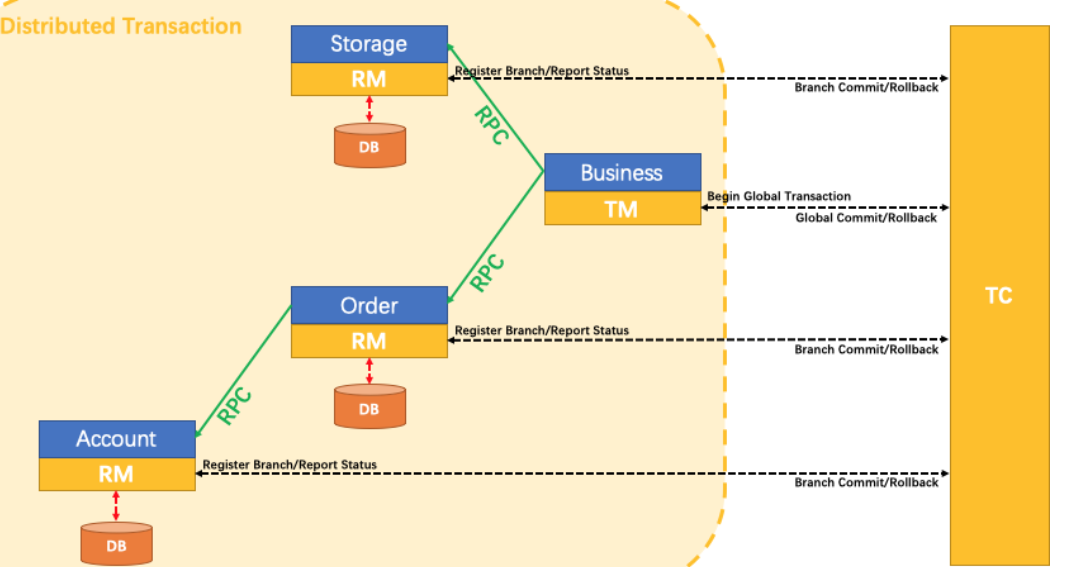 Distributed Transaction
Storage
RM
Register Branch/Report Status
Branch Commit/Rollback
RPC
DB
Business
TM
Begin Global Transaction
Global Commit/Rollback
TC
RPC
Order
RM
Register Branch/Report Status
Branch Commit/Rollback
RPC
DB
Account
RM
Register Branch/Report Status
Branch Commit/Rollback
DB